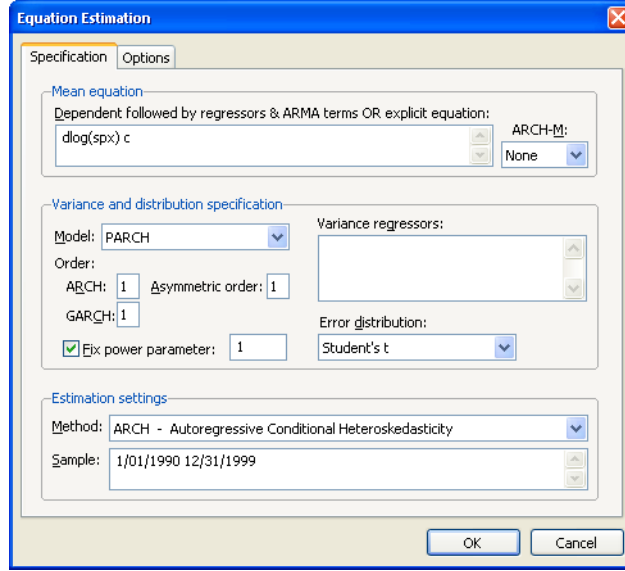 Equation Estimation
Specification Options
Mean equation
Dependent followed by regressors & ARMA terms OR explicit equation:
dlog(spx) c
ARCH-M:
None
Variance and distribution specification
Model: PARCH
Variance regressors:
Order:
ARCH: 1 Asymmetric order: 1
GARCH: 1
Error distribution:
Fix power parameter: 1
Student's t
Estimation settings
Method: ARCH - Autoregressive Conditional Heteroskedasticity
Sample: 1/01/1990 12/31/1999
OK Cancel